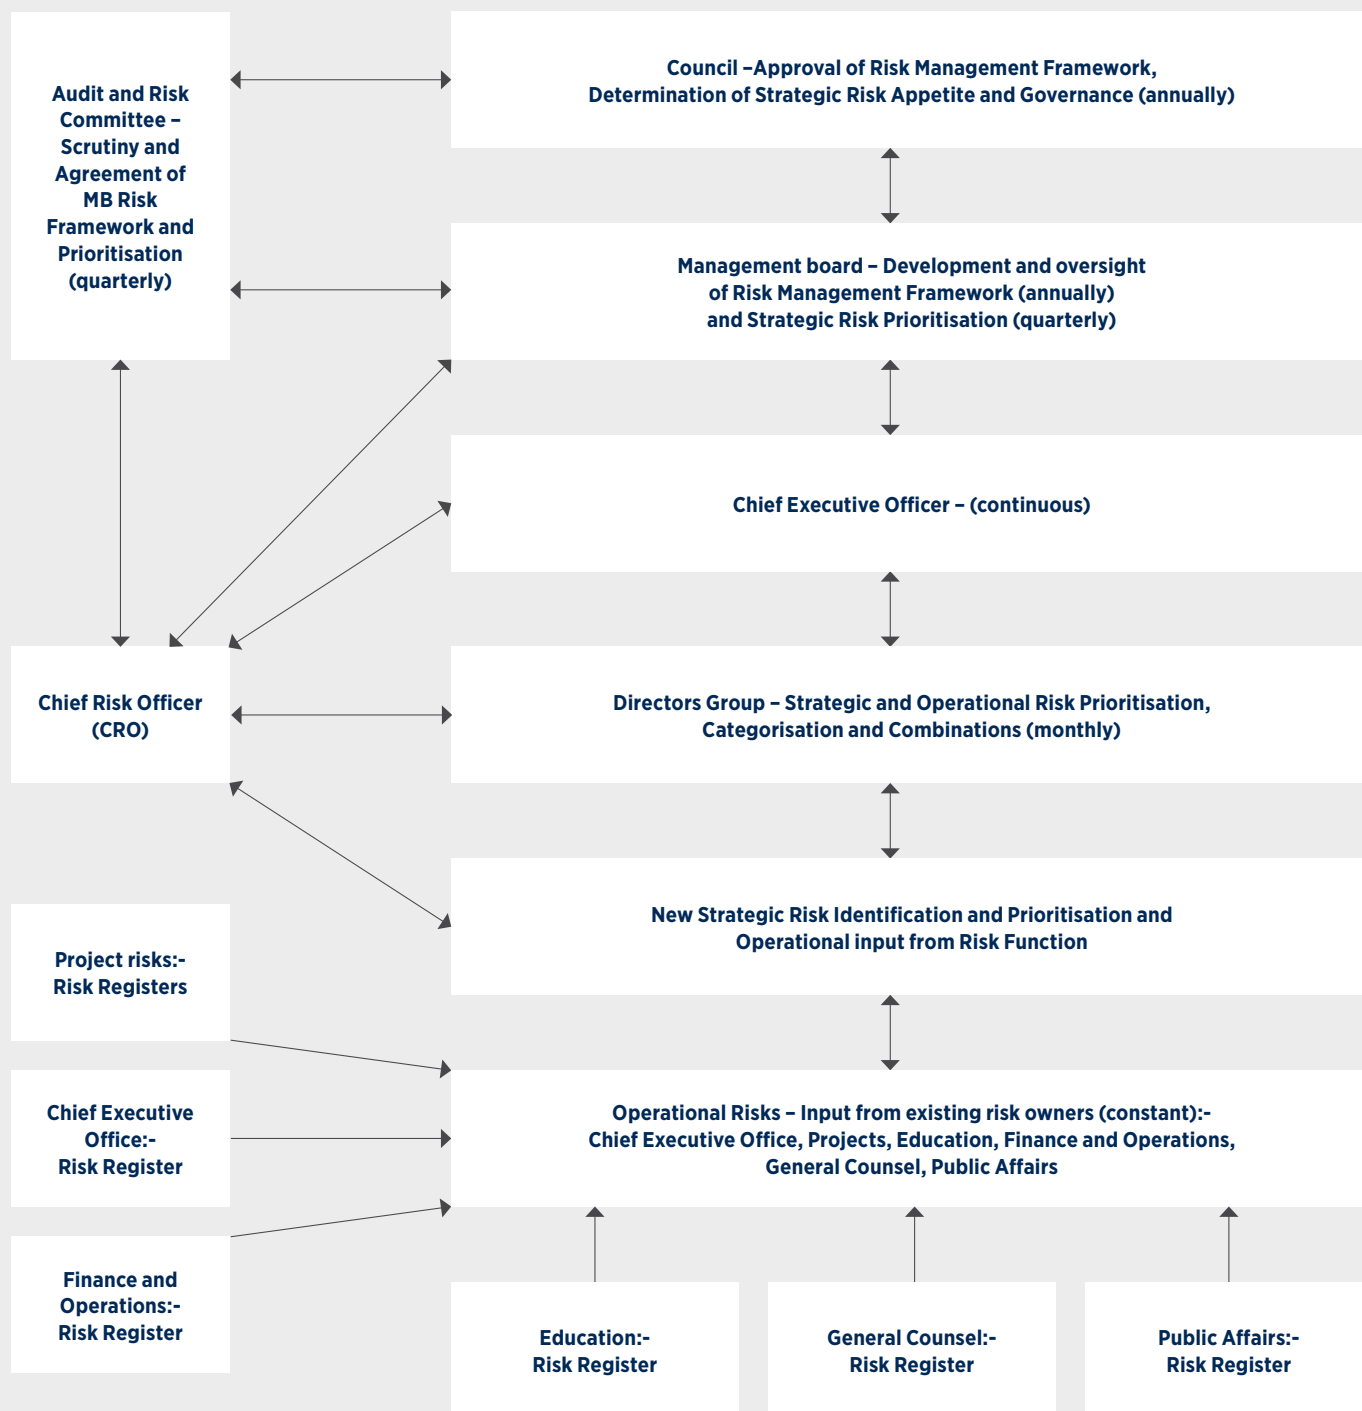 Audit and Risk
Committee –
Scrutiny and
Agreement of
MB Risk
Framework and
Prioritisation
(quarterly)
Council –Approval of Risk Management Framework,
Determination of Strategic Risk Appetite and Governance (annually)
Management board – Development and oversight
of Risk Management Framework (annually)
and Strategic Risk Prioritisation (quarterly)
Chief Executive Officer – (continuous)
Chief Risk Officer
(CRO)
Directors Group – Strategic and Operational Risk Prioritisation,
Categorisation and Combinations (monthly)
New Strategic Risk Identification and Prioritisation and
Operational input from Risk Function
Project risks:-
Risk Registers
Chief Executive
Office:-
Risk Register
Operational Risks – Input from existing risk owners (constant):-
Chief Executive Office, Projects, Education, Finance and Operations,
General Counsel, Public Affairs
Finance and
Operations:-
Risk Register
Education:-
Risk Register
General Counsel:-
Risk Register
Public Affairs:-
Risk Register